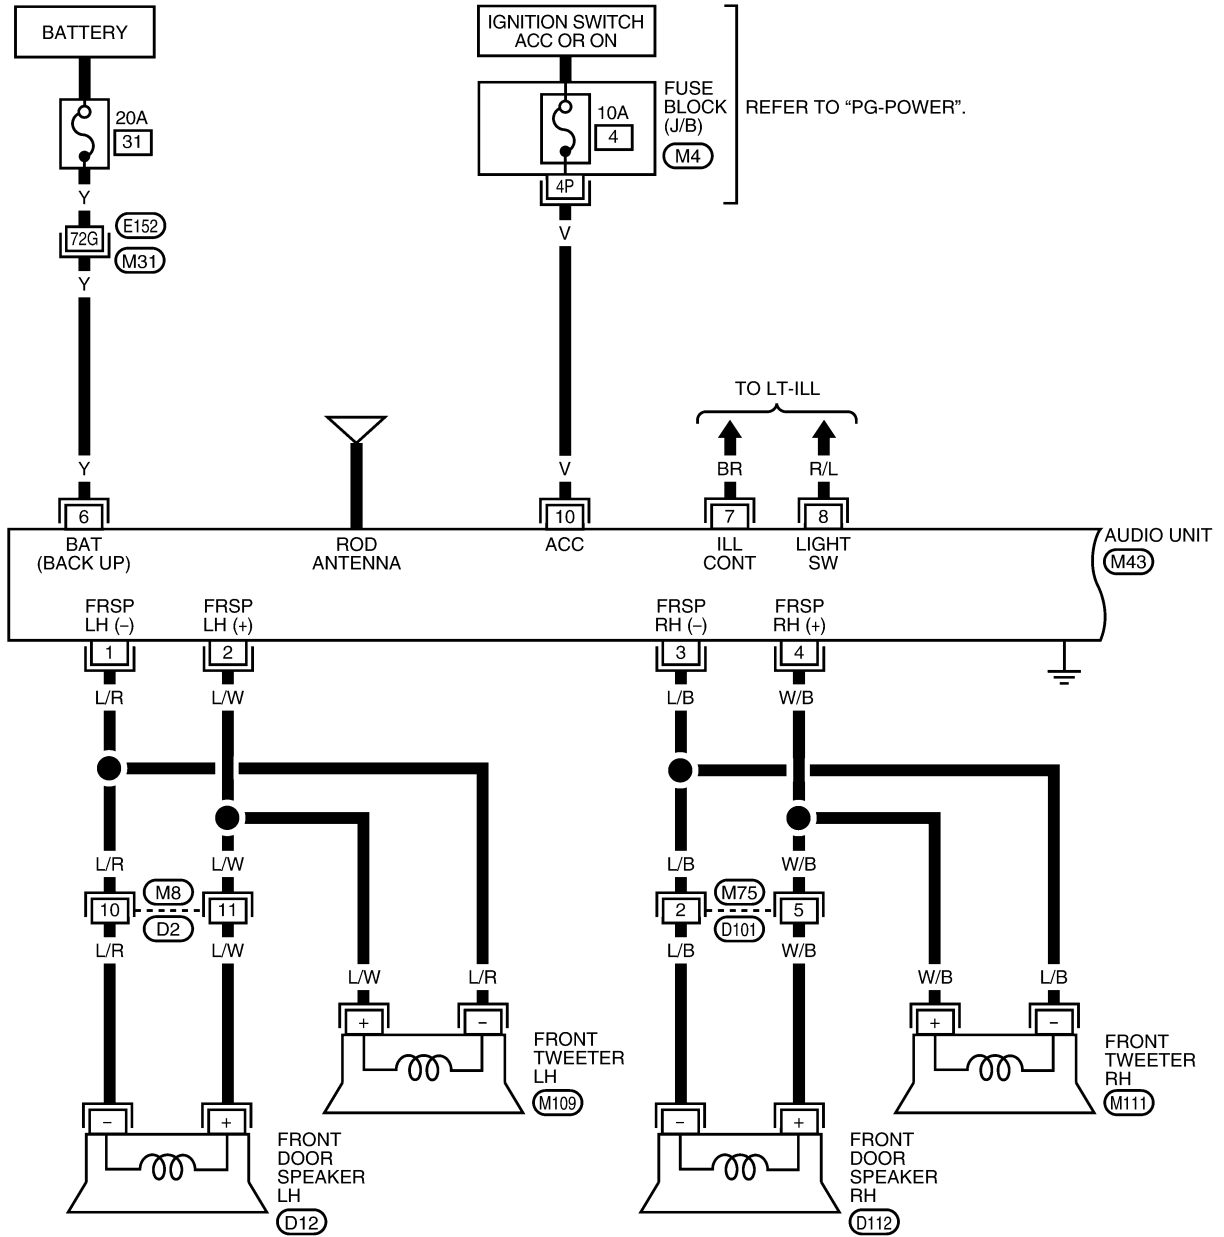 BATTERY
IGNITION SWITCH
ACC OR ON
20A
31
10A
4
FUSE
BLOCK
(J/B)
M4
REFER TO “PG-POWER”.
4P
Y
V
72G
E152
M31
Y
TO LT-ILL
Y
V
BR
R/L
6
10
7
8
BAT
(BACK UP)
ROD
ANTENNA
ACC
ILL
CONT
LIGHT
SW
AUDIO UNIT
M43
FRSP
LH (–)
FRSP
LH (+)
FRSP
RH (–)
FRSP
RH (+)
1
2
3
4
L/R
L/W
L/B
W/B
L/R
L/W
L/B
W/B
10
M8
D2
11
2
M75
D101
5
L/R
L/W
L/B
W/B
L/W
L/R
W/B
L/B
+
–
+
–
FRONT
TWEETER
LH
M109
FRONT
TWEETER
RH
M111
–
+
–
+
FRONT
DOOR
SPEAKER
LH
D12
FRONT
DOOR
SPEAKER
RH
D112